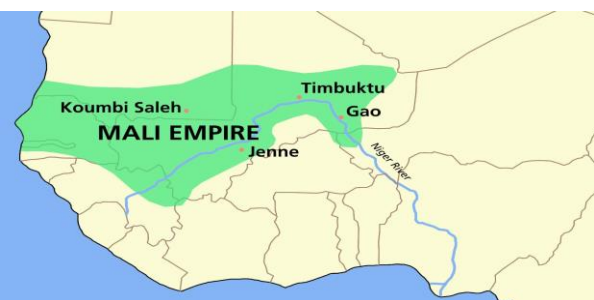 Timbuktu
Koumbi Saleh
Gao
MALI EMPIRE
Jenne
Niger River